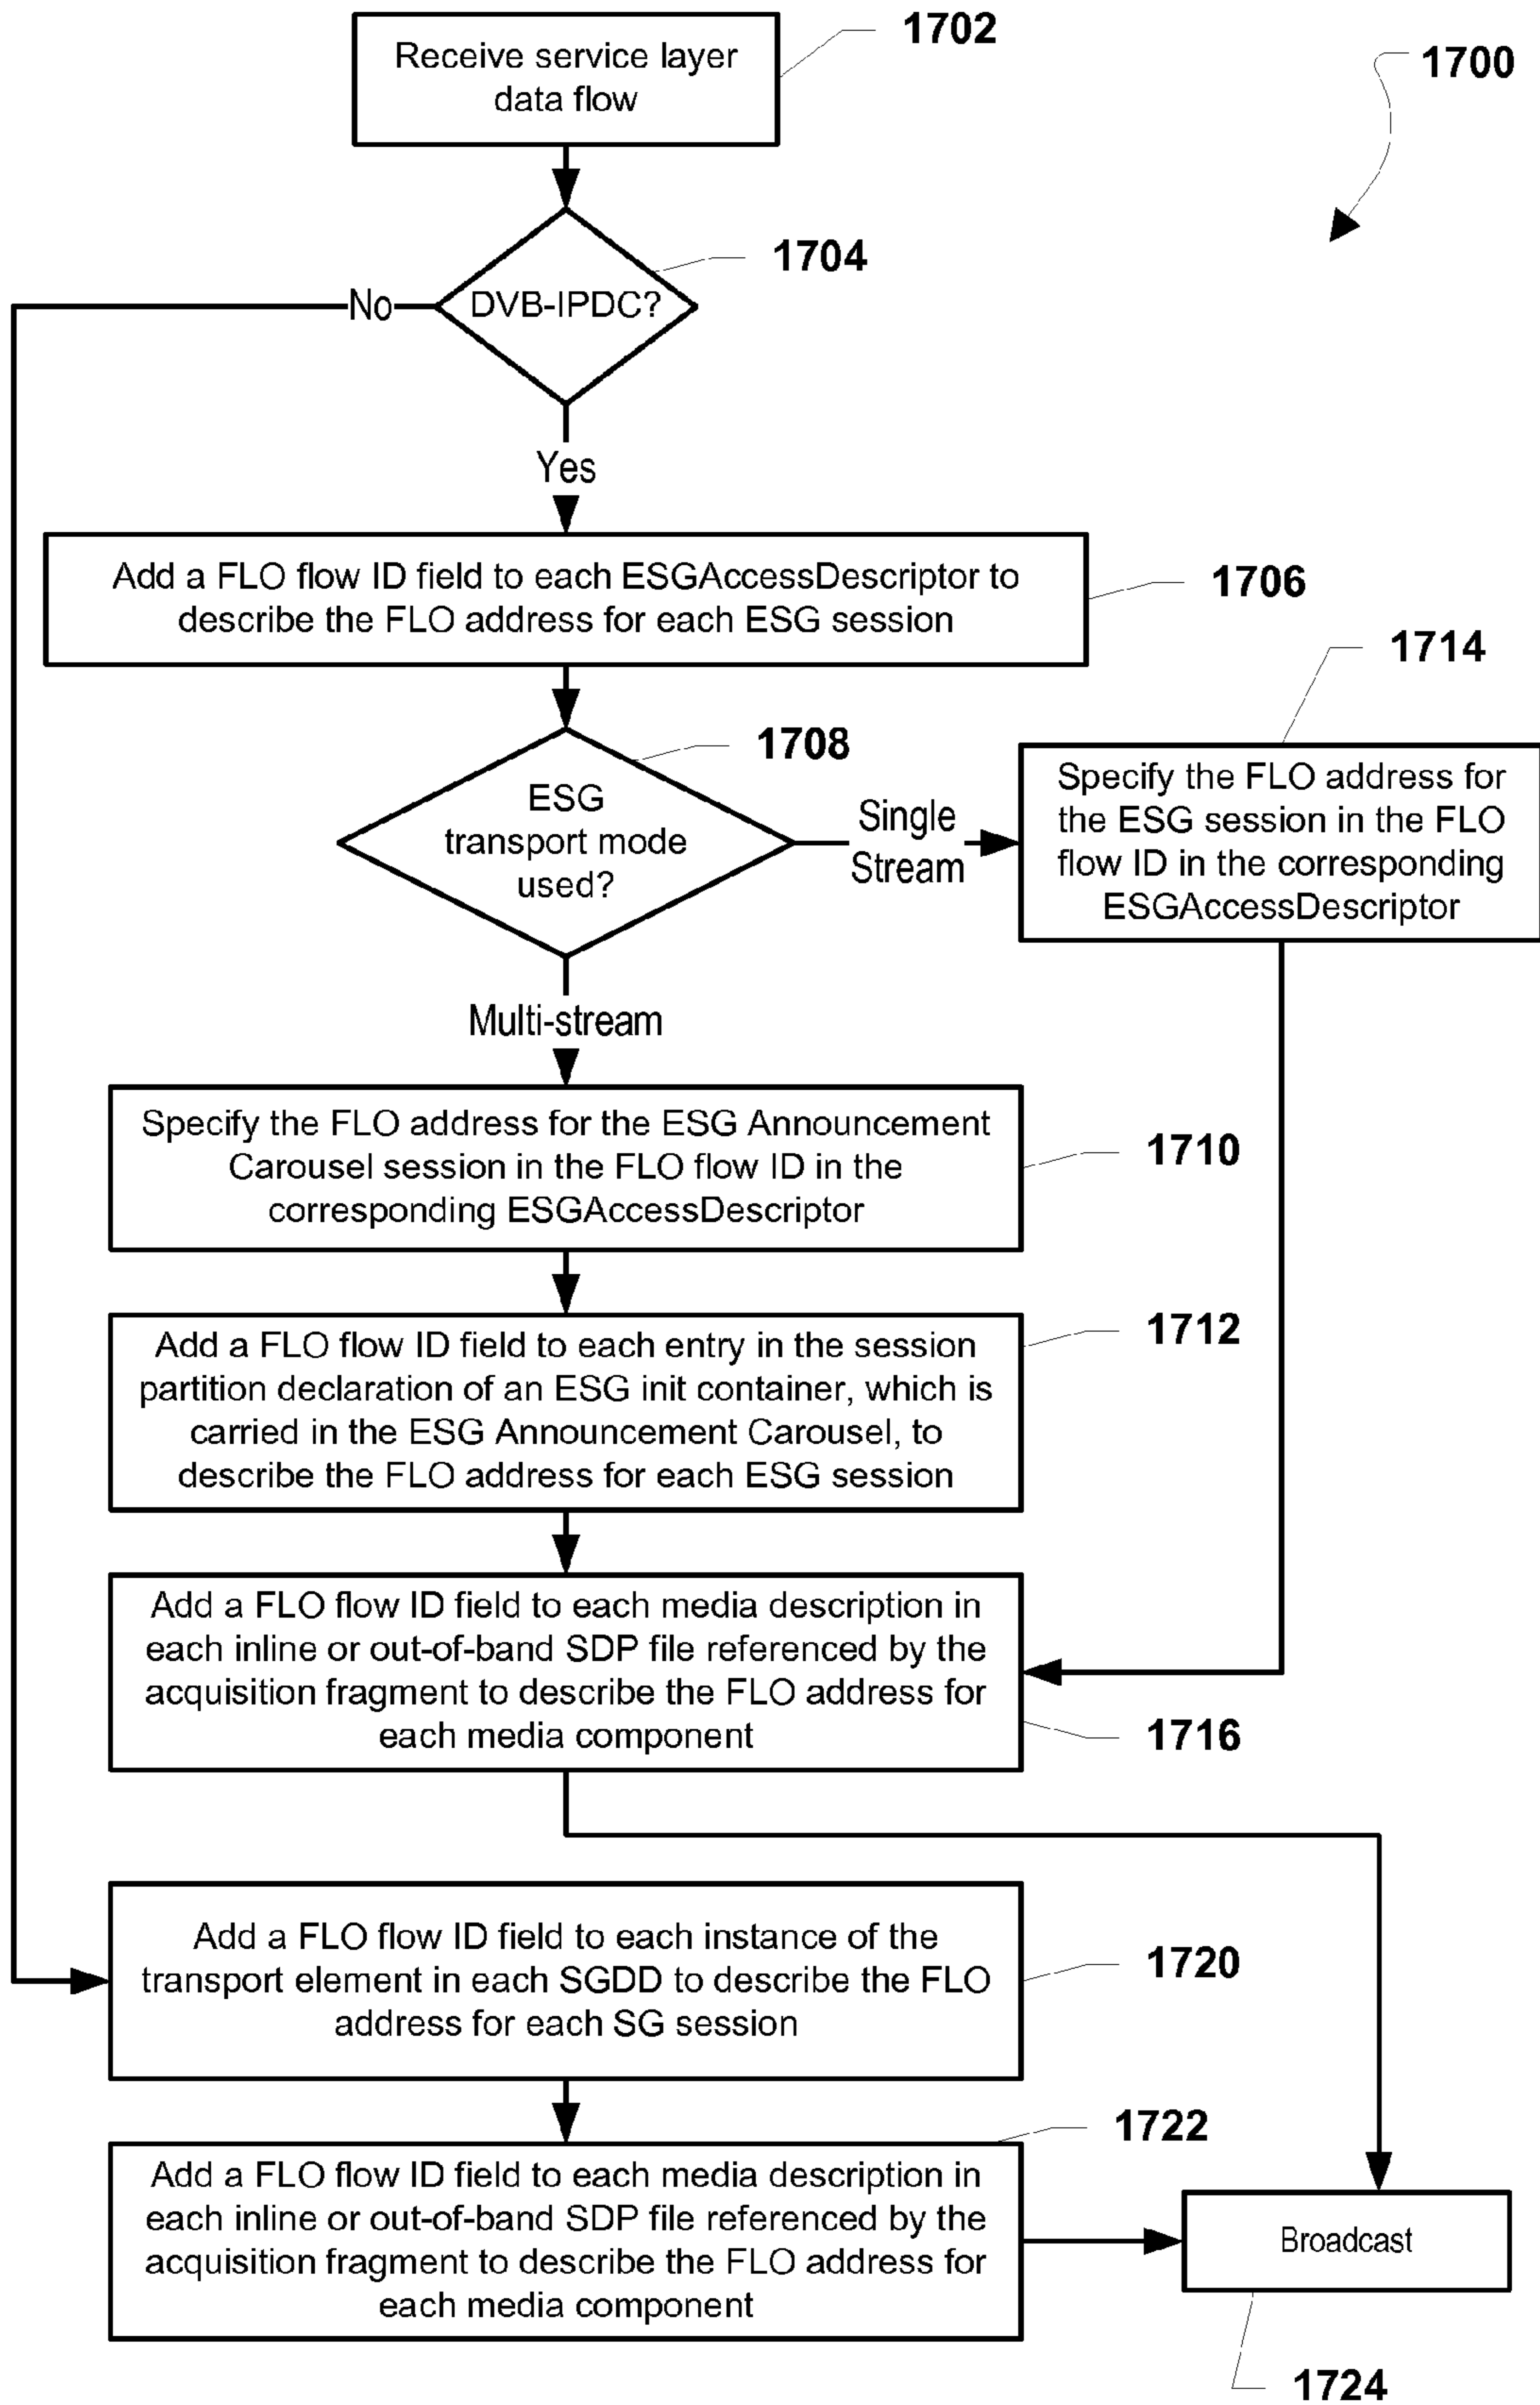 1702
Receive service layer
data flow
1700
1704
DVB-IPDC?
No
Yes
Add a FLO flow ID field to each ESGAccessDescriptor to
describe the FLO address for each ESG session
1706
1714
1708
ESG
transport mode
used?
Single
Stream
Specify the FLO address for
the ESG session in the FLO
flow ID in the corresponding
ESGAccessDescriptor
Multi-stream
Specify the FLO address for the ESG Announcement
Carousel session in the FLO flow ID in the
corresponding ESGAccessDescriptor
1710
Add a FLO flow ID field to each entry in the session
partition declaration of an ESG init container, which is
carried in the ESG Announcement Carousel, to
describe the FLO address for each ESG session
1712
Add a FLO flow ID field to each media description in
each inline or out-of-band SDP file referenced by the
acquisition fragment to describe the FLO address for
each media component
1716
Add a FLO flow ID field to each instance of the
transport element in each SGDD to describe the FLO
address for each SG session
1720
1722
Add a FLO flow ID field to each media description in
each inline or out-of-band SDP file referenced by the
acquisition fragment to describe the FLO address for
each media component
Broadcast
1724